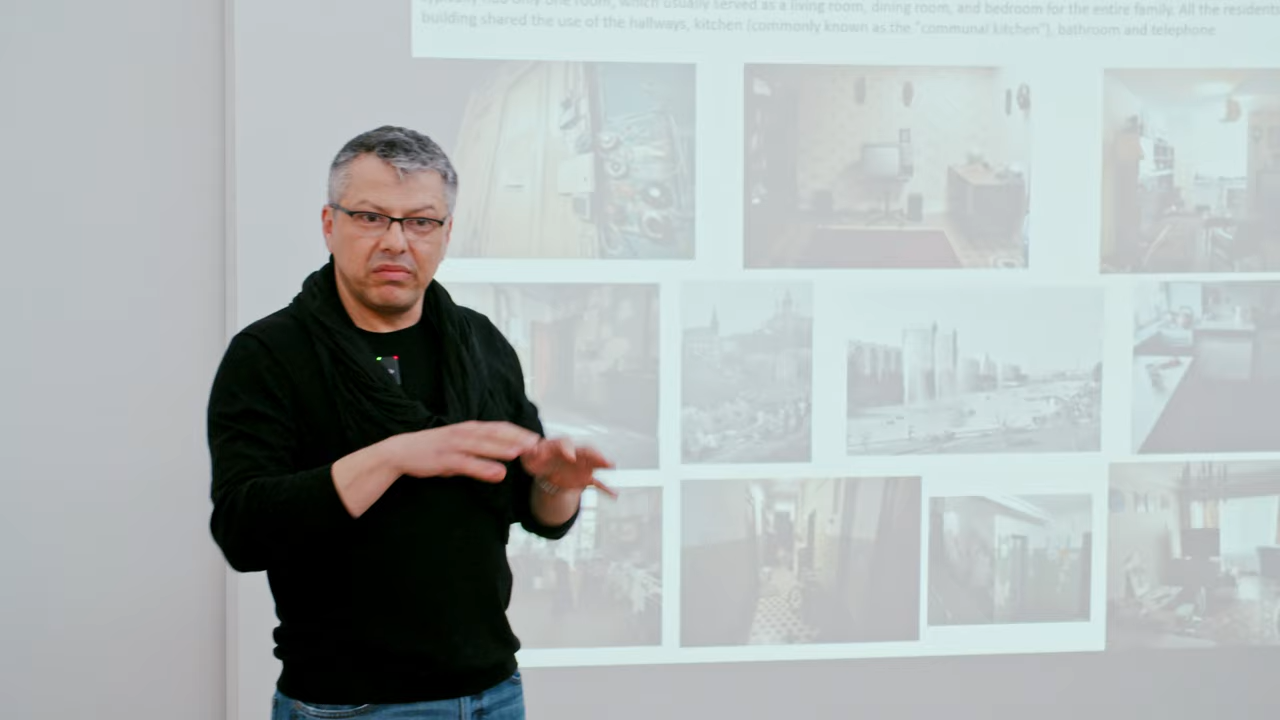 typically had only one room, which usually served as a living room, dining room, and bedroom for the entire family. All the residents
building shared the use of the hallways, kitchen (commonly known as the "communal kitchen"), bathroom and telephone